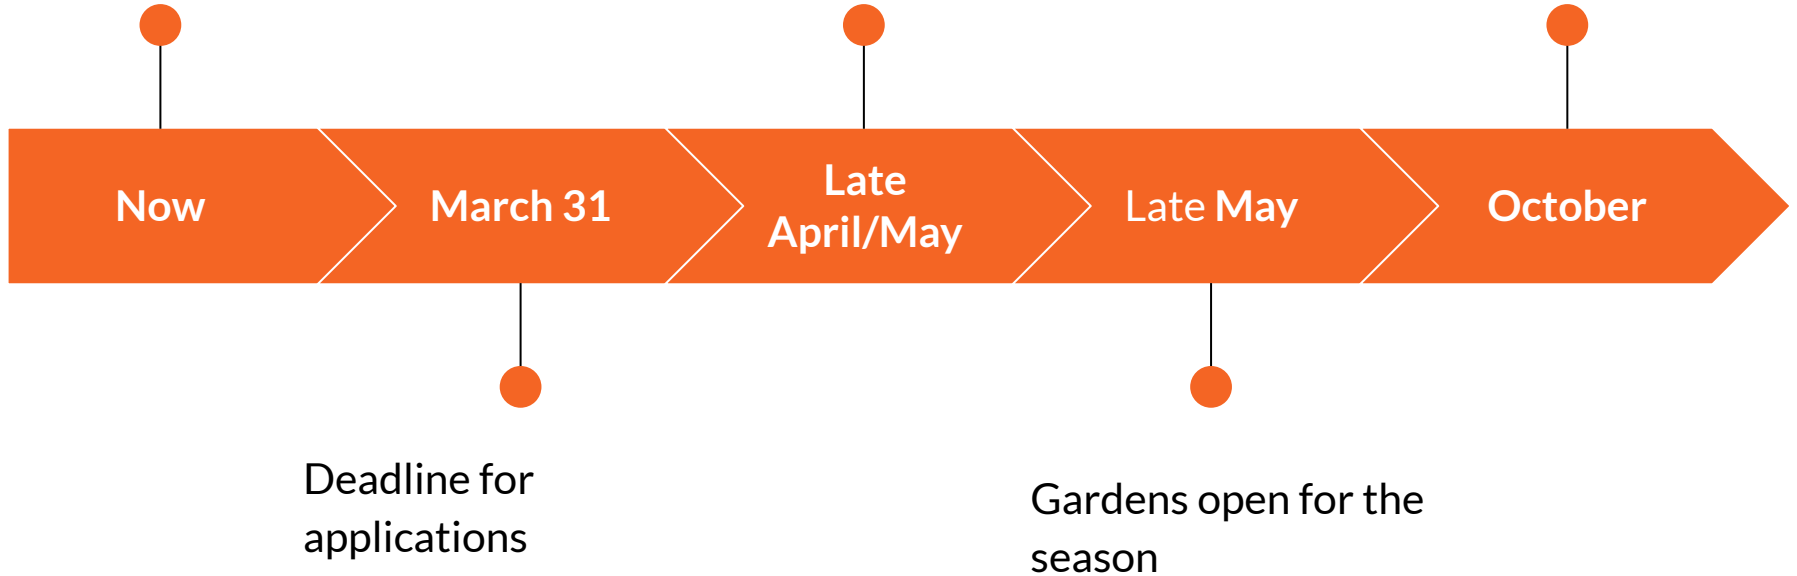 Now
March 31
Late
April/May
Late May
October
Deadline for
applications
Gardens open for the
season